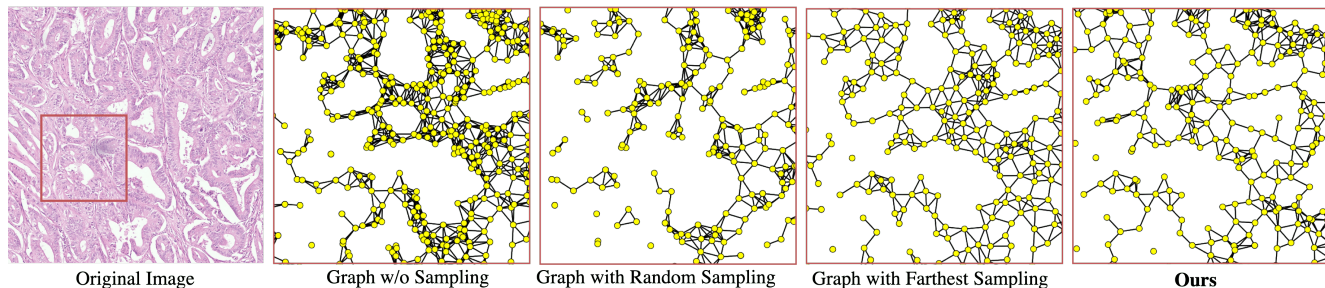 Original Image
Graph w/o Sampling
Graph with Random Sampling
Graph with Farthest Sampling
Ours